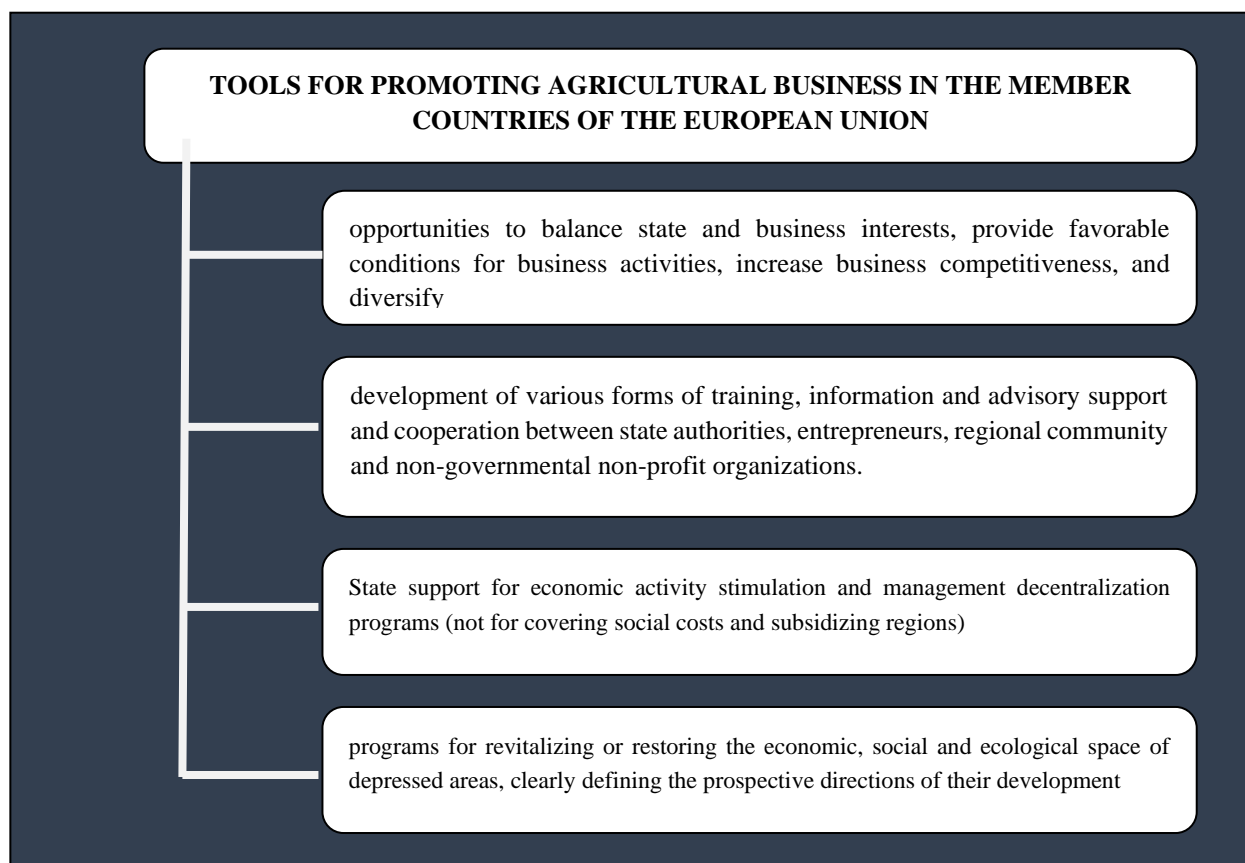 TOOLS FOR PROMOTING AGRICULTURAL BUSINESS IN THE MEMBER
COUNTRIES OF THE EUROPEAN UNION
opportunities to balance state and business interests, provide favorable
conditions for business activities, increase business competitiveness, and
diversify
development of various forms of training, information and advisory support
and cooperation between state authorities, entrepreneurs, regional community
and non-governmental non-profit organizations.
State support for economic activity stimulation and management decentralization
programs (not for covering social costs and subsidizing regions)
programs for revitalizing or restoring the economic, social and ecological space of
depressed areas, clearly defining the prospective directions of their development